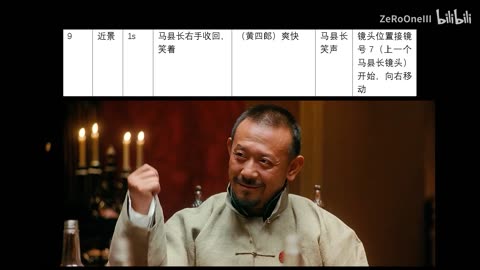 ZeRoOneIII bilibili
9 近景 1s 马县长右手收回， （黄四郎）爽快 马县长 镜头位置接镜
笑着 笑声 号 7（上一个
马县长镜头）
开始，向右移
动